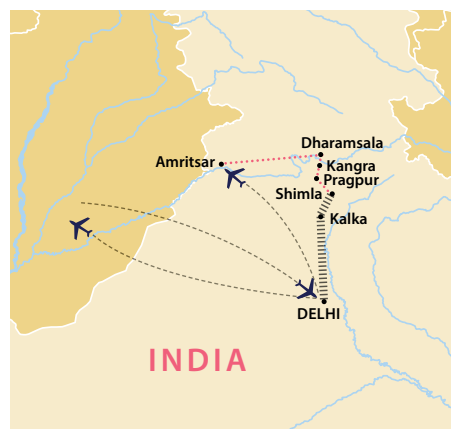 Dharamsala
Amritsar
Kangra
Pragpur
Shimla
Kalka
DELHI
INDIA